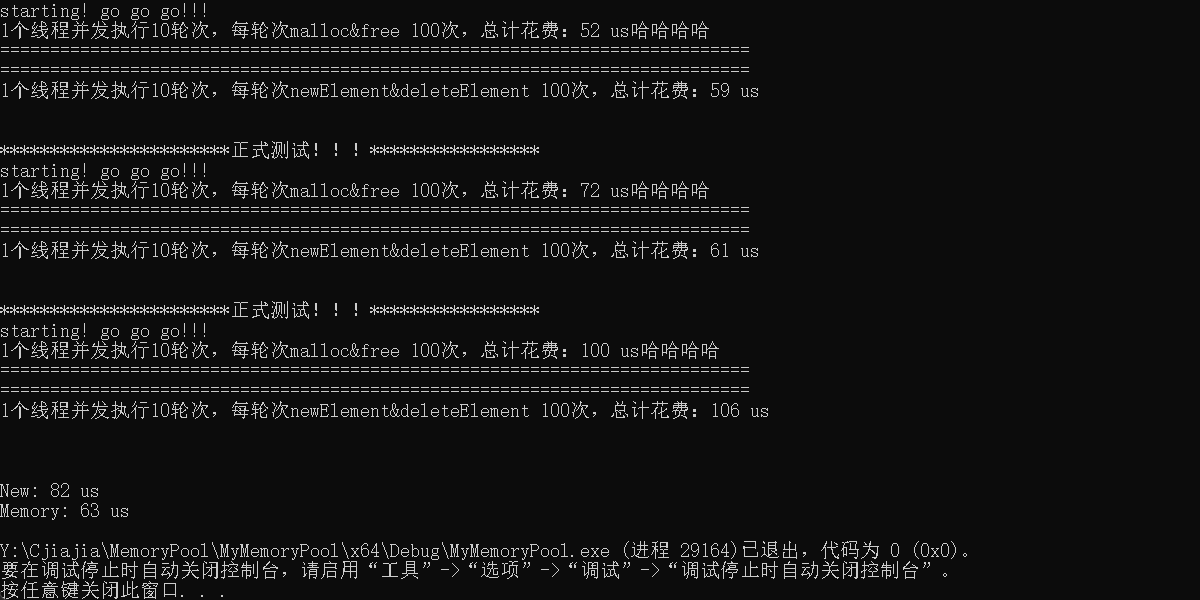 starting! go go go!!!
1个线程并发执行10轮次，每轮次malloc&free 100次，总计花费：52 us哈哈哈哈
===========================================================================
===========================================================================
1个线程并发执行10轮次，每轮次newElement&deleteElement 100次，总计花费：59 us
***********************正式测试！！！*****************
starting! go go go!!!
1个线程并发执行10轮次，每轮次malloc&free 100次，总计花费：72 us哈哈哈哈
===========================================================================
===========================================================================
1个线程并发执行10轮次，每轮次newElement&deleteElement 100次，总计花费：61 us
***********************正式测试！！！*****************
starting! go go go!!!
1个线程并发执行10轮次，每轮次malloc&free 100次，总计花费：100 us哈哈哈哈
===========================================================================
===========================================================================
1个线程并发执行10轮次，每轮次newElement&deleteElement 100次，总计花费：106 us
New: 82 us
Memory: 63 us
Y:\Cjiajia\MemoryPool\MyMemoryPool\x64\Debug\MyMemoryPool.exe (进程 29164)已退出，代码为 0 (0x0)。
要在调试停止时自动关闭控制台，请启用“工具”->“选项”->“调试”->“调试停止时自动关闭控制台”。
按任意键关闭此窗口. . .